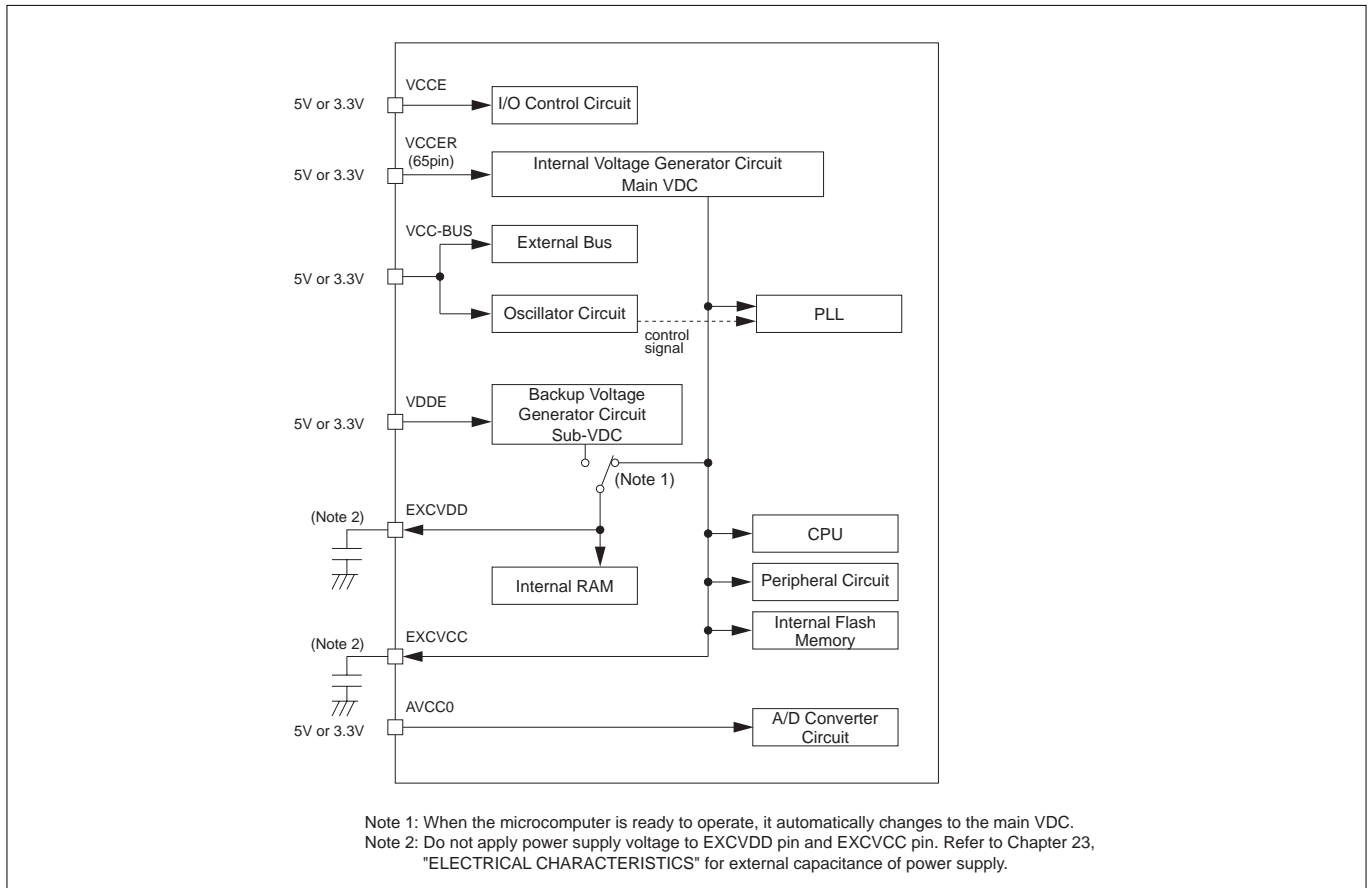 VCCE
5V or 3.3V
I/O Control Circuit
VCCER
(65pin)
5V or 3.3V
Internal Voltage Generator Circuit
Main VDC
VCC-BUS
External Bus
5V or 3.3V
Oscillator Circuit
PLL
control
signal
VDDE
5V or 3.3V
Backup Voltage
Generator Circuit
Sub-VDC
(Note 1)
(Note 2)
EXCVDD
CPU
Internal RAM
Peripheral Circuit
Internal Flash
Memory
(Note 2)
EXCVCC
AVCC0
5V or 3.3V
A/D Converter
Circuit
Note 1: When the microcomputer is ready to operate, it automatically changes to the main VDC.
Note 2: Do not apply power supply voltage to EXCVDD pin and EXCVCC pin. Refer to Chapter 23,
"ELECTRICAL CHARACTERISTICS" for external capacitance of power supply.